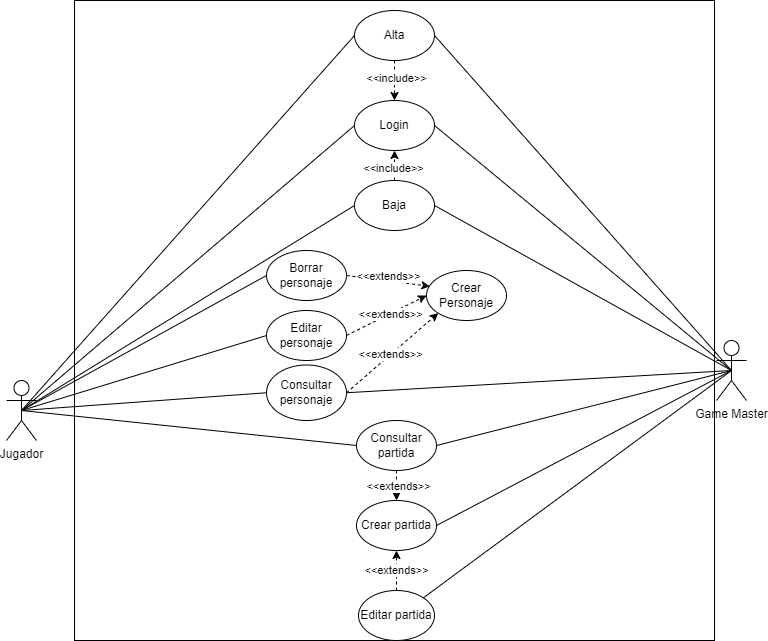 Alta
<<include>>
Login
<<include>>
Baja
Borrar
personaje
<<extends>>
Crear
Personaje
<<extends>>
Editar
personaje
<<extends>>
Consultar
personaje
Jugador
Game Master
Consultar
partida
<<extends>>
Crear partida
<<extends>>
Editar partida